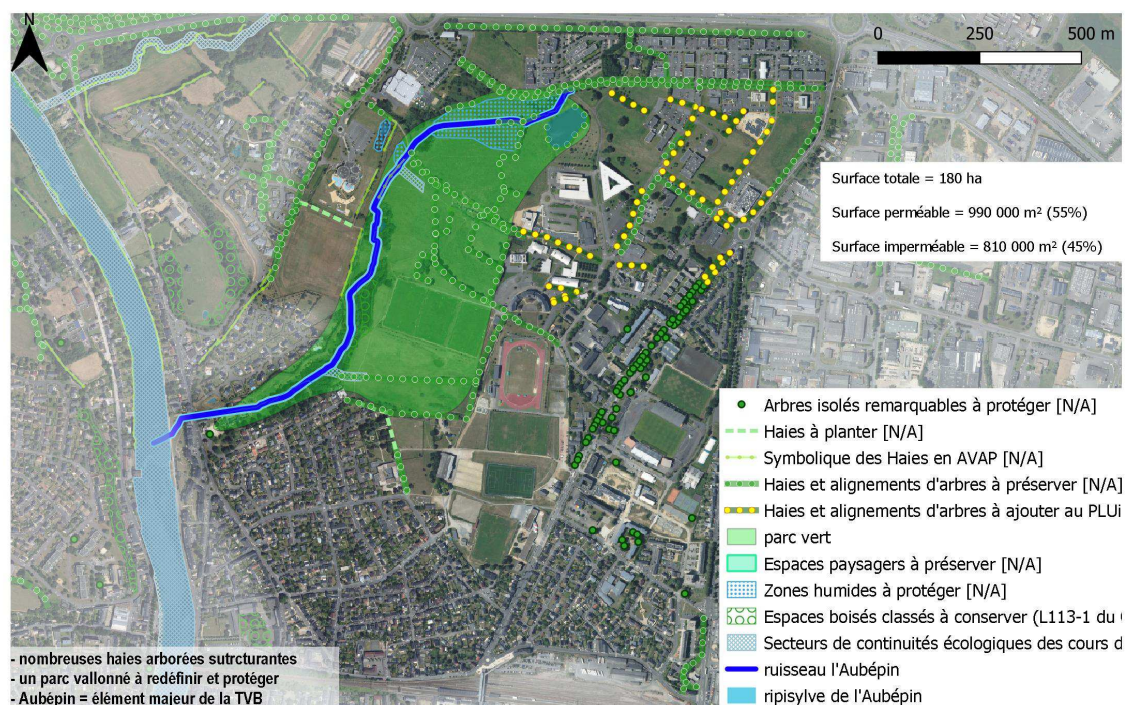 N
0 250 500 m
Surface totale = 180 ha
Surface perméable = 990 000 m² (55%)
Surface imperméable = 810 000 m² (45%)
Arbres isolés remarquables à protéger [N/A]
Haies à planter [N/A]
Symbolique des Haies en AVAP [N/A]
Haies et alignements d'arbres à préserver [N/A]
Haies et alignements d'arbres à ajouter au PLUi
parc vert
Espaces paysagers à préserver [N/A]
Zones humides à protéger [N/A]
Espaces boisés classés à conserver (L113-1 du
Secteurs de continuités écologiques des cours d
ruisseau l'Aubépin
ripisylve de l'Aubépin
- nombreuses haies arborées sutrcturantes
- un parc vallonné à redéfinir et protéger
- Aubépin = élément majeur de la TVB